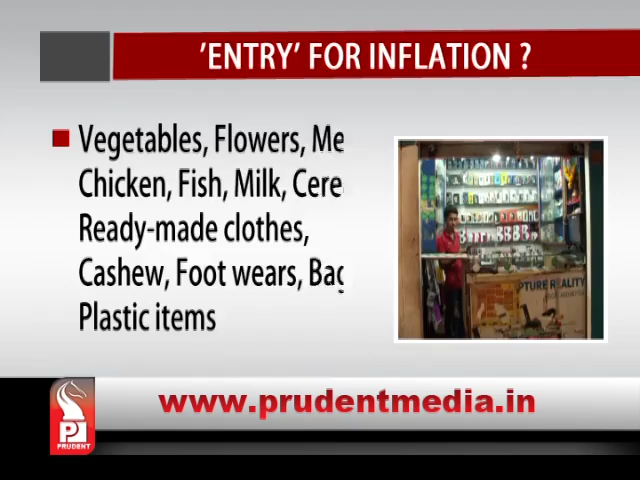 'ENTRY' FOR INFLATION ?
Vegetables, Flowers, Me
Chicken, Fish, Milk, Cere
Ready-made clothes,
Cashew, Foot wears, Bag
Plastic items
PTURE REALITY
www.prudentmedia.in
PRUDENT